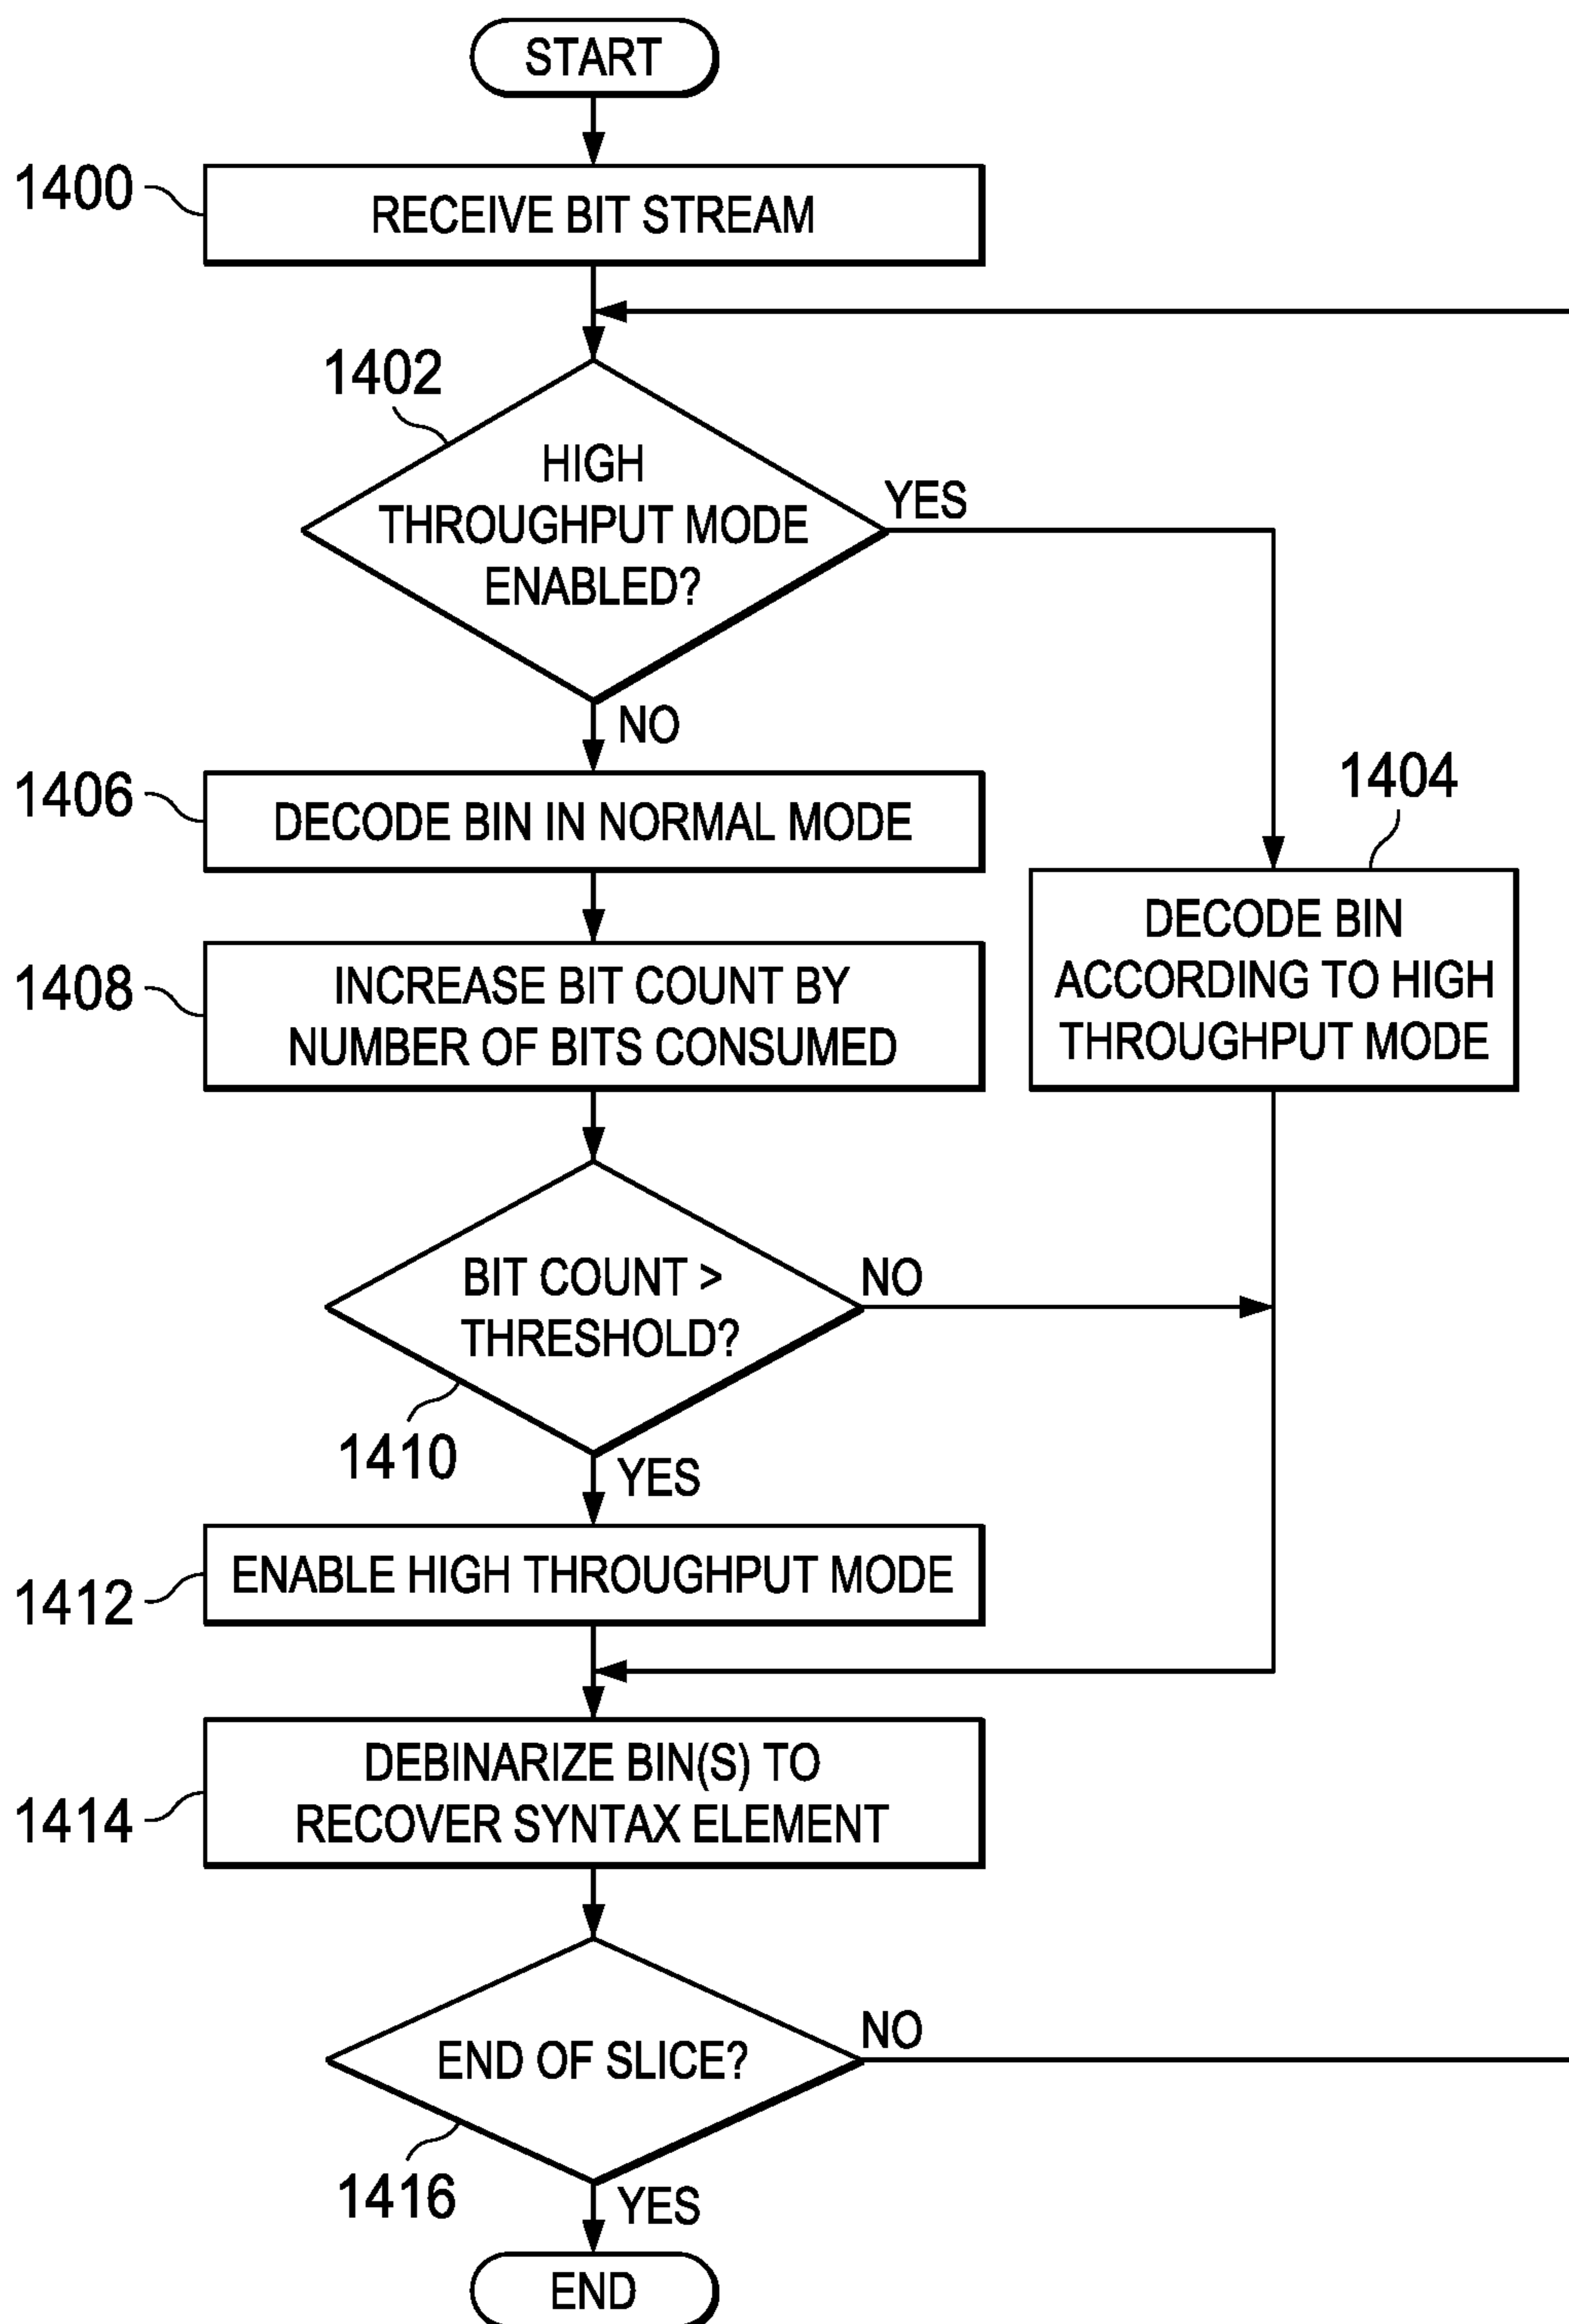 START
1400
RECEIVE BIT STREAM
1402
HIGH
THROUGHPUT MODE
ENABLED?
YES
NO
1406
DECODE BIN IN NORMAL MODE
1404
DECODE BIN
ACCORDING TO HIGH
THROUGHPUT MODE
1408
INCREASE BIT COUNT BY
NUMBER OF BITS CONSUMED
BIT COUNT >
THRESHOLD?
NO
1410
YES
1412
ENABLE HIGH THROUGHPUT MODE
1414
DEBINARIZE BIN(S) TO
RECOVER SYNTAX ELEMENT
END OF SLICE?
NO
1416
YES
END